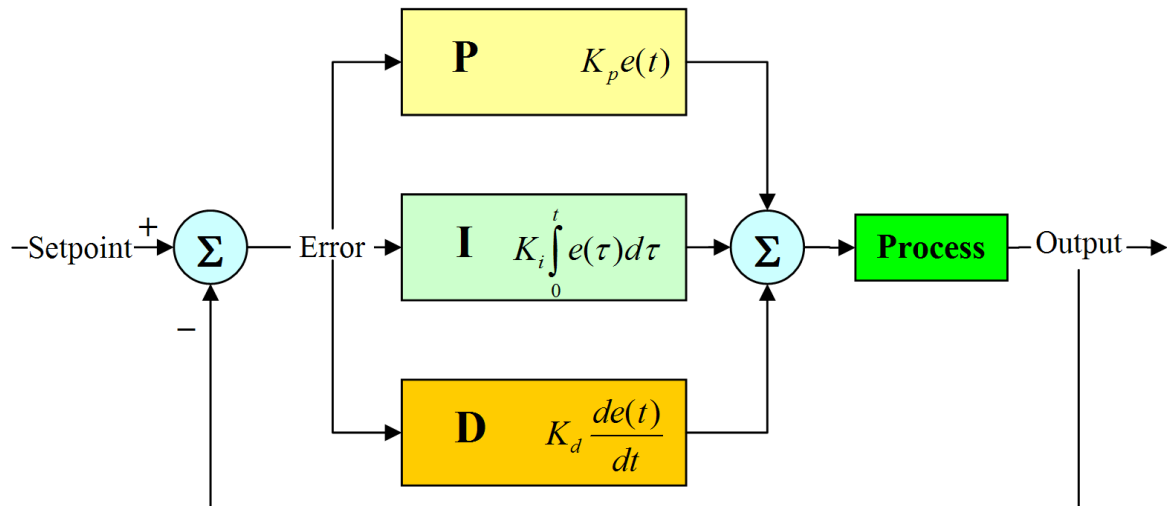 P K_p e(t)
–Setpoint + Σ Error I K_i ∫_0^t e(τ)dτ Σ Process Output
–
D K_d de(t)/dt